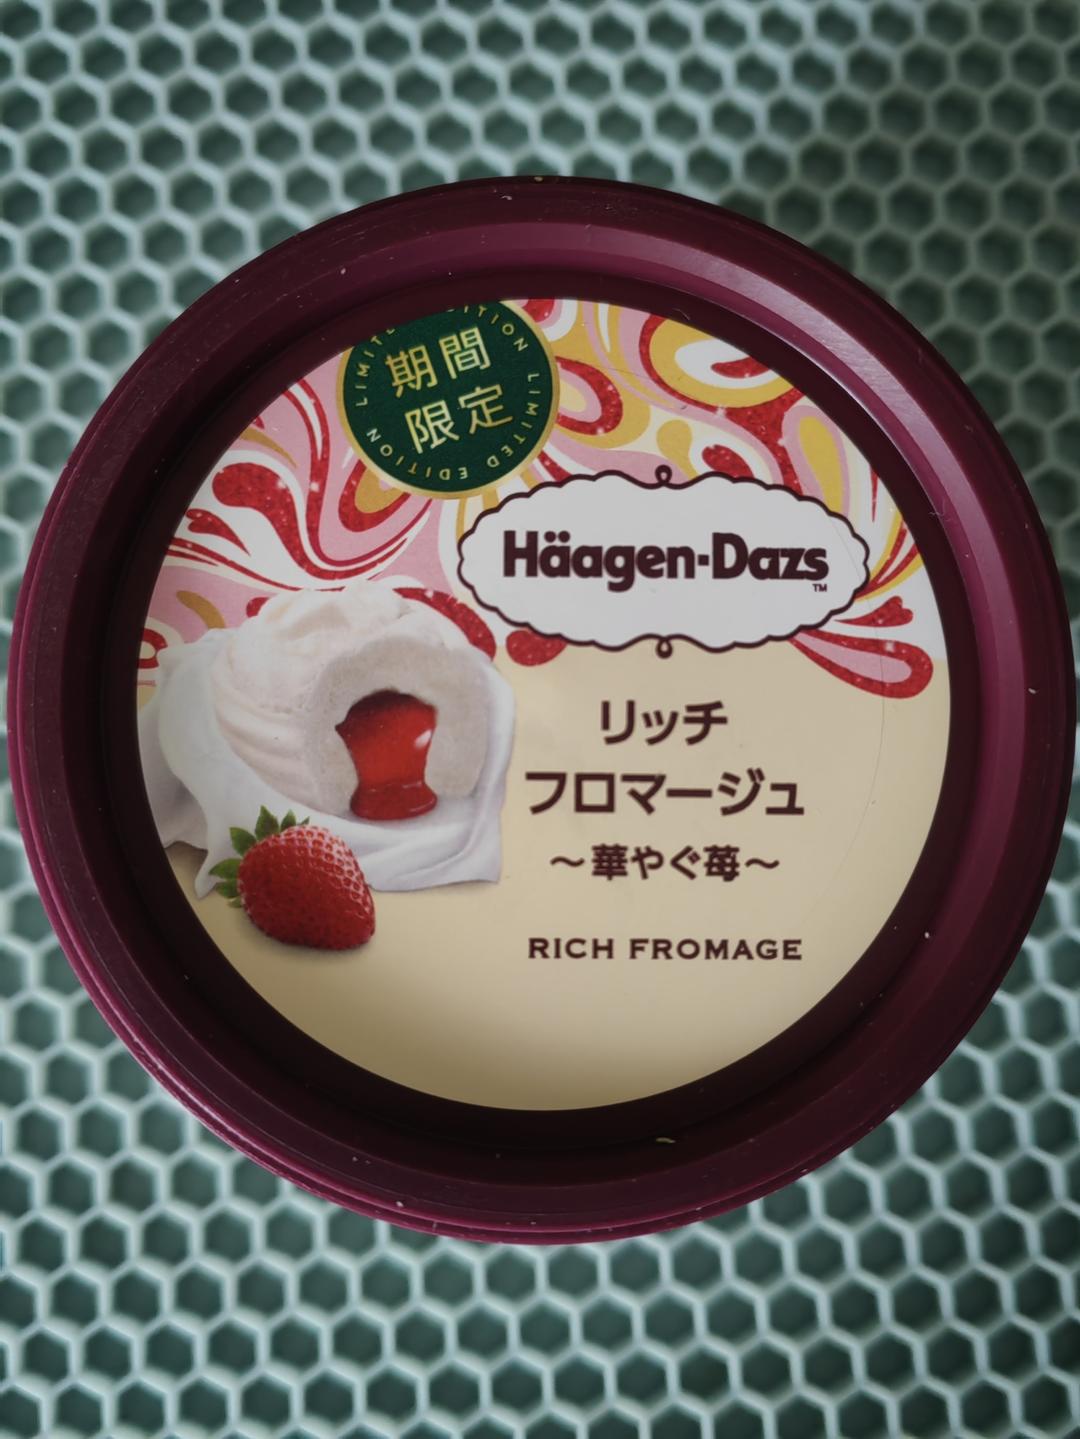 期間
限定
LIMITED EDITION LIMITED EDITION
Häagen-Dazs
TM
リッチ
フロマージュ
～華やぐ苺～
RICH FROMAGE